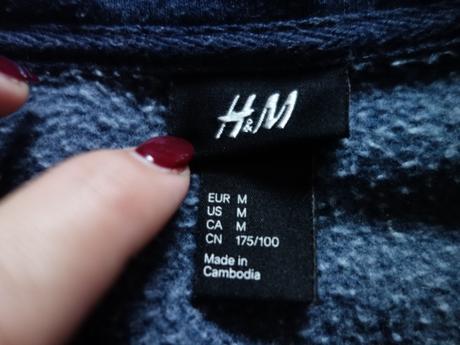 H&M
EUR M
US M
CA M
CN 175/100
Made in
Cambodia